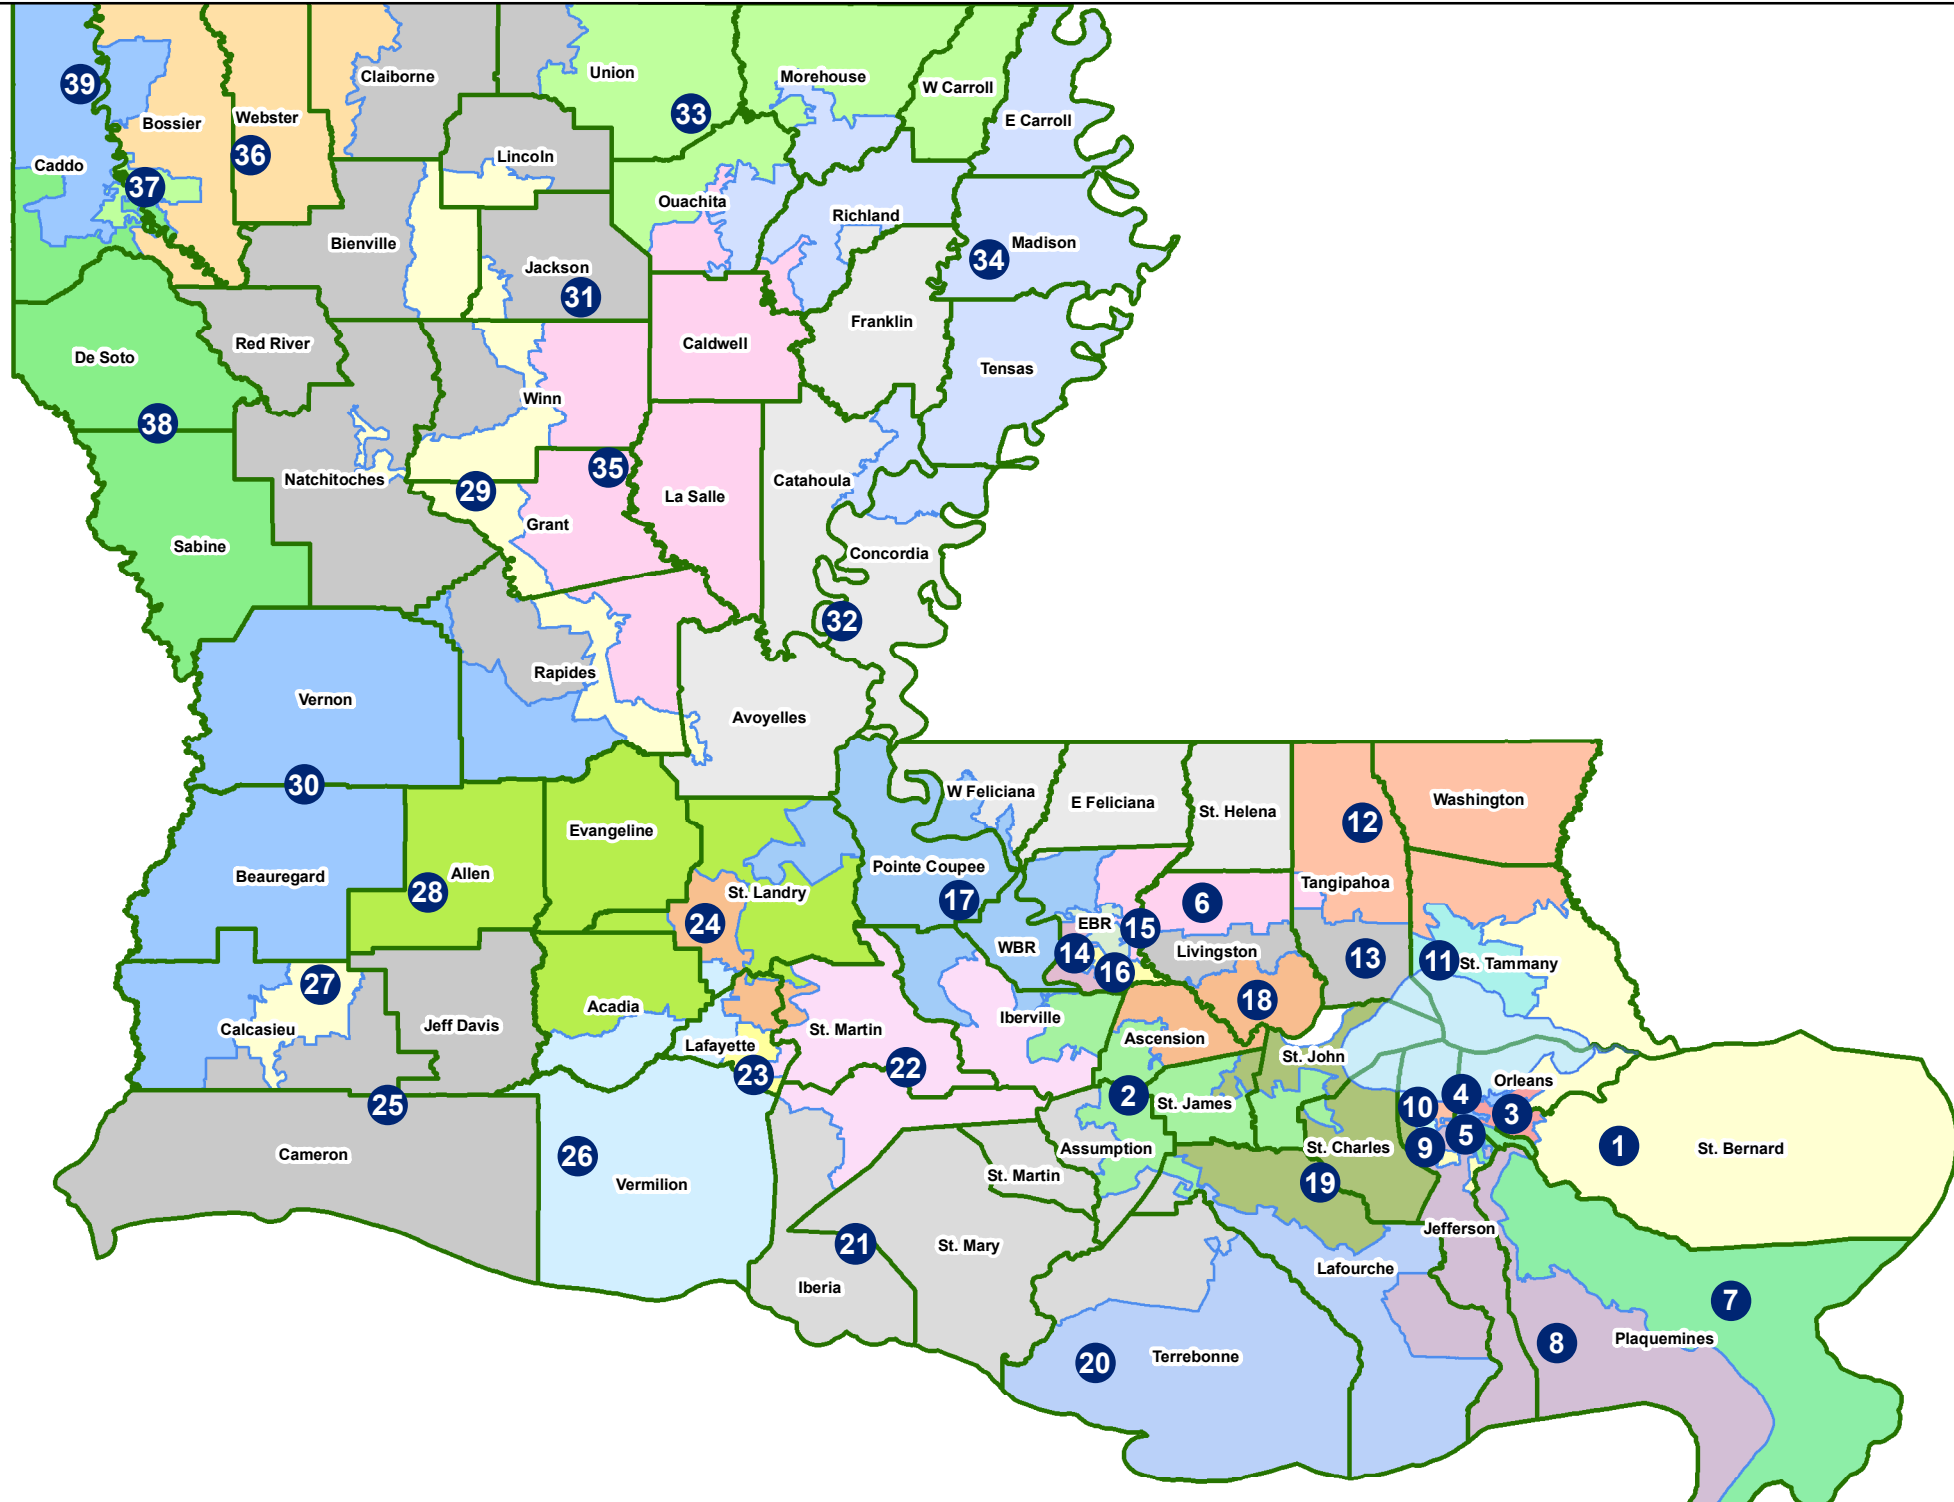 Claiborne
Union
Morehouse
W Carroll
39
33
E Carroll
Bossier
Webster
36
Lincoln
Caddo
37
Ouachita
Richland
Bienville
Madison
34
Jackson
31
Franklin
Red River
Caldwell
De Soto
Tensas
Winn
38
35
Natchitoches
29
La Salle
Catahoula
Grant
Sabine
Concordia
32
Rapides
Vernon
Avoyelles
30
W Feliciana
E Feliciana
St. Helena
Washington
12
Evangeline
Pointe Coupee
Beauregard
Allen
28
St. Landry
Tangipahoa
17
6
24
EBR
15
WBR
14
16
Livingston
13
11
St. Tammany
27
18
Acadia
Calcasieu
Jeff Davis
St. Martin
Iberville
Lafayette
Ascension
St. John
23
22
Orleans
2
St. James
4
10
3
25
5
9
1
St. Bernard
Cameron
26
Assumption
St. Charles
Vermilion
St. Martin
19
Jefferson
21
St. Mary
Lafourche
Iberia
7
8
Plaquemines
20
Terrebonne